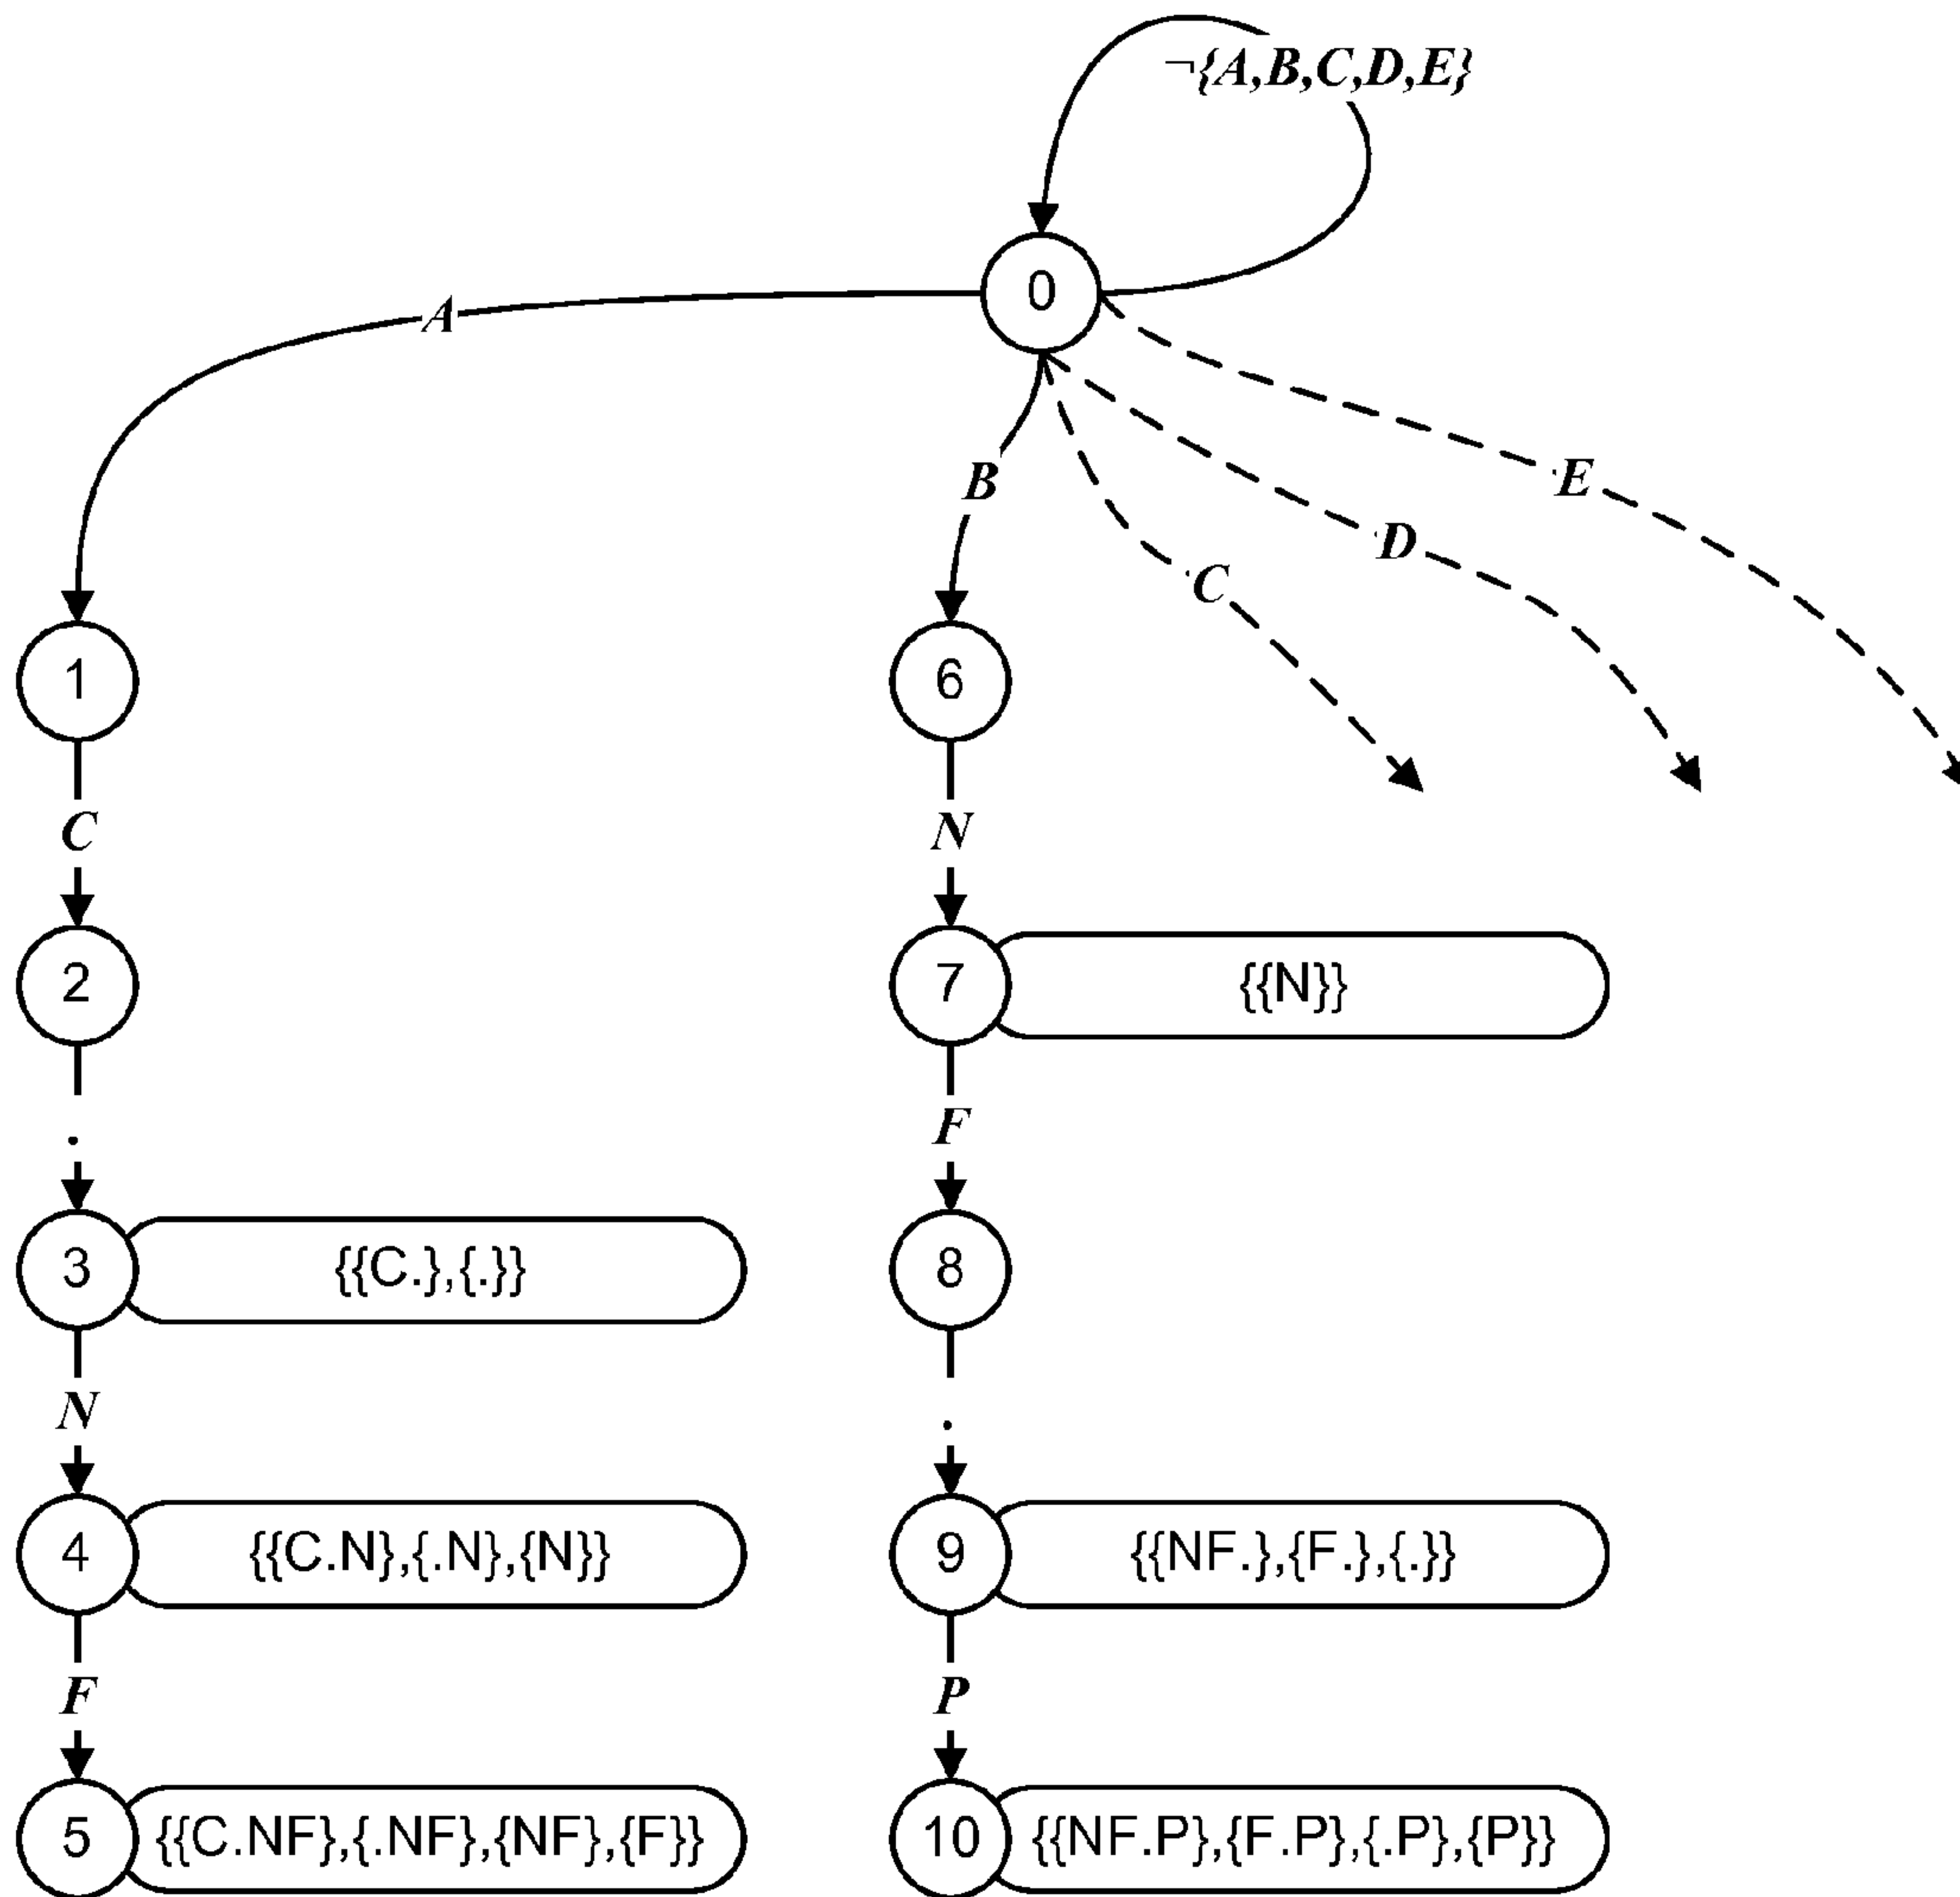 ¬{A,B,C,D,E}
0
A
B
E
D
C
1
6
C
N
2
7
{{N}}
.
F
3
{{C.},{.}}
8
N
.
4
{{C.N},{.N},{N}}
9
{{NF.},{F.},{.}}
F
P
5
{{C.NF},{.NF},{NF},{F}}
10
{{NF.P},{F.P},{.P},{P}}